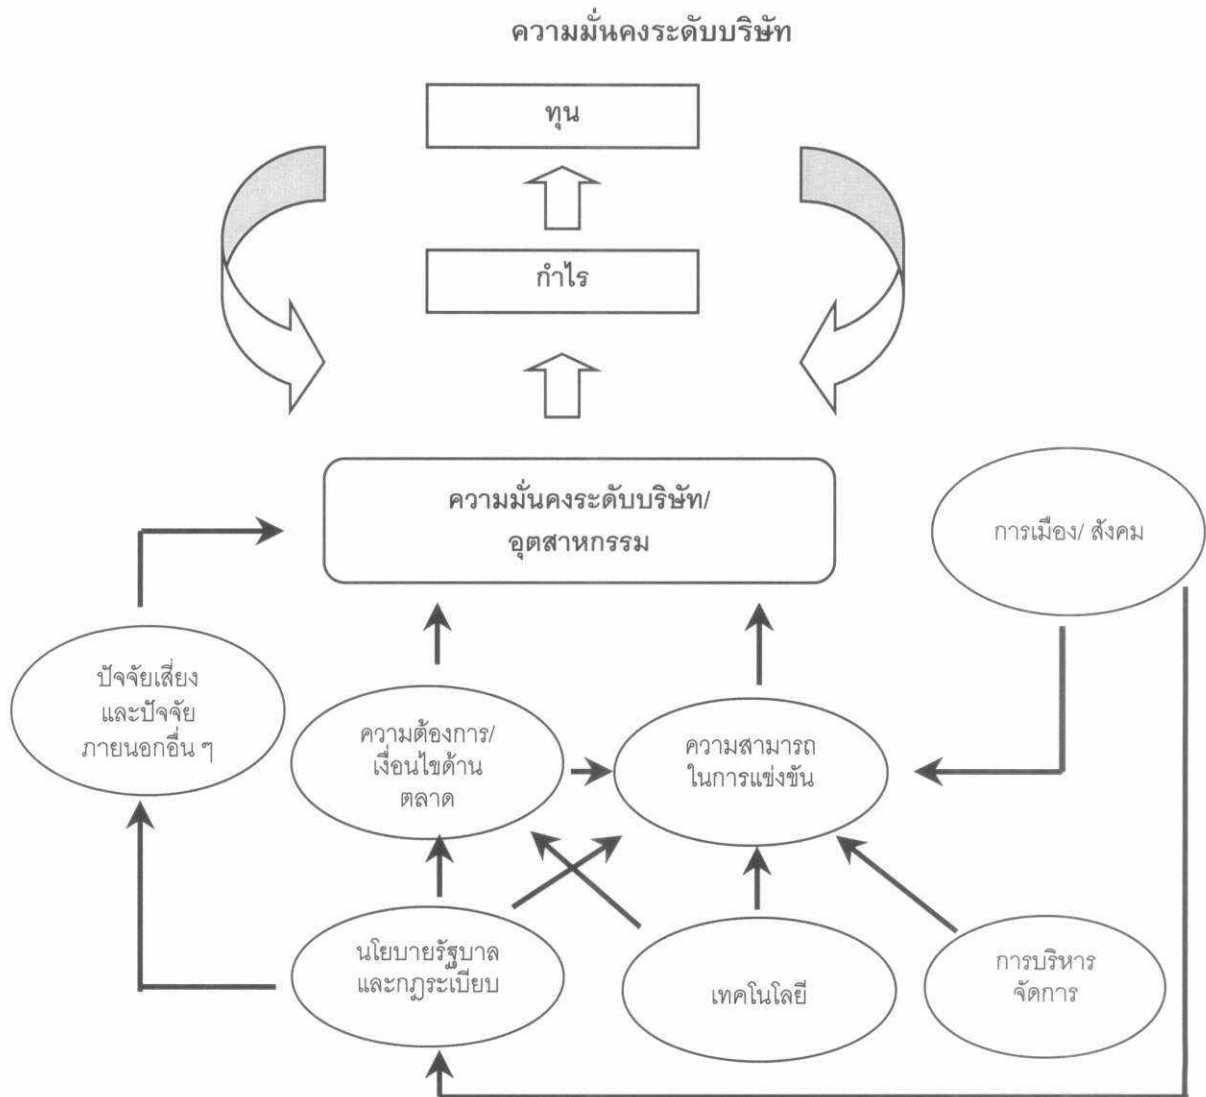 ความมั่นคงระดับบริษัท
ทุน
กำไร
ความมั่นคงระดับบริษัท/
อุตสาหกรรม
การเมือง/ สังคม
ปัจจัยเสี่ยง
และปัจจัย
ภายนอกอื่น ๆ
ความต้องการ/
เงื่อนไขด้าน
ตลาด
ความสามารถ
ในการแข่งขัน
นโยบายรัฐบาล
และกฎระเบียบ
เทคโนโลยี
การบริหาร
จัดการ